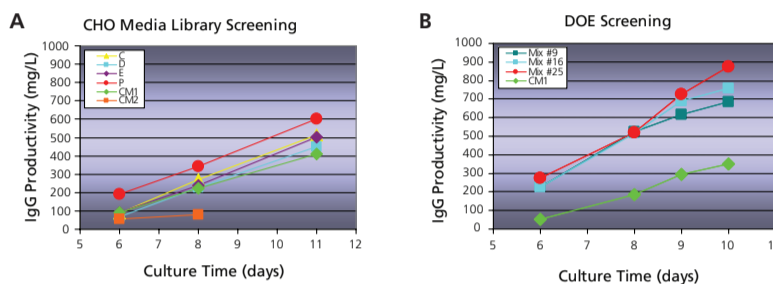 A
CHO Media Library Screening
IgG Productivity (mg/L)
1000
900
800
700
600
500
400
300
200
100
0
C
D
E
P
CM1
CM2
5 6 7 8 9 10 11 12
Culture Time (days)
B
DOE Screening
IgG Productivity (mg/L)
1000
900
800
700
600
500
400
300
200
100
0
Mix #9
Mix #16
Mix #25
CM1
5 6 7 8 9 10
Culture Time (days)